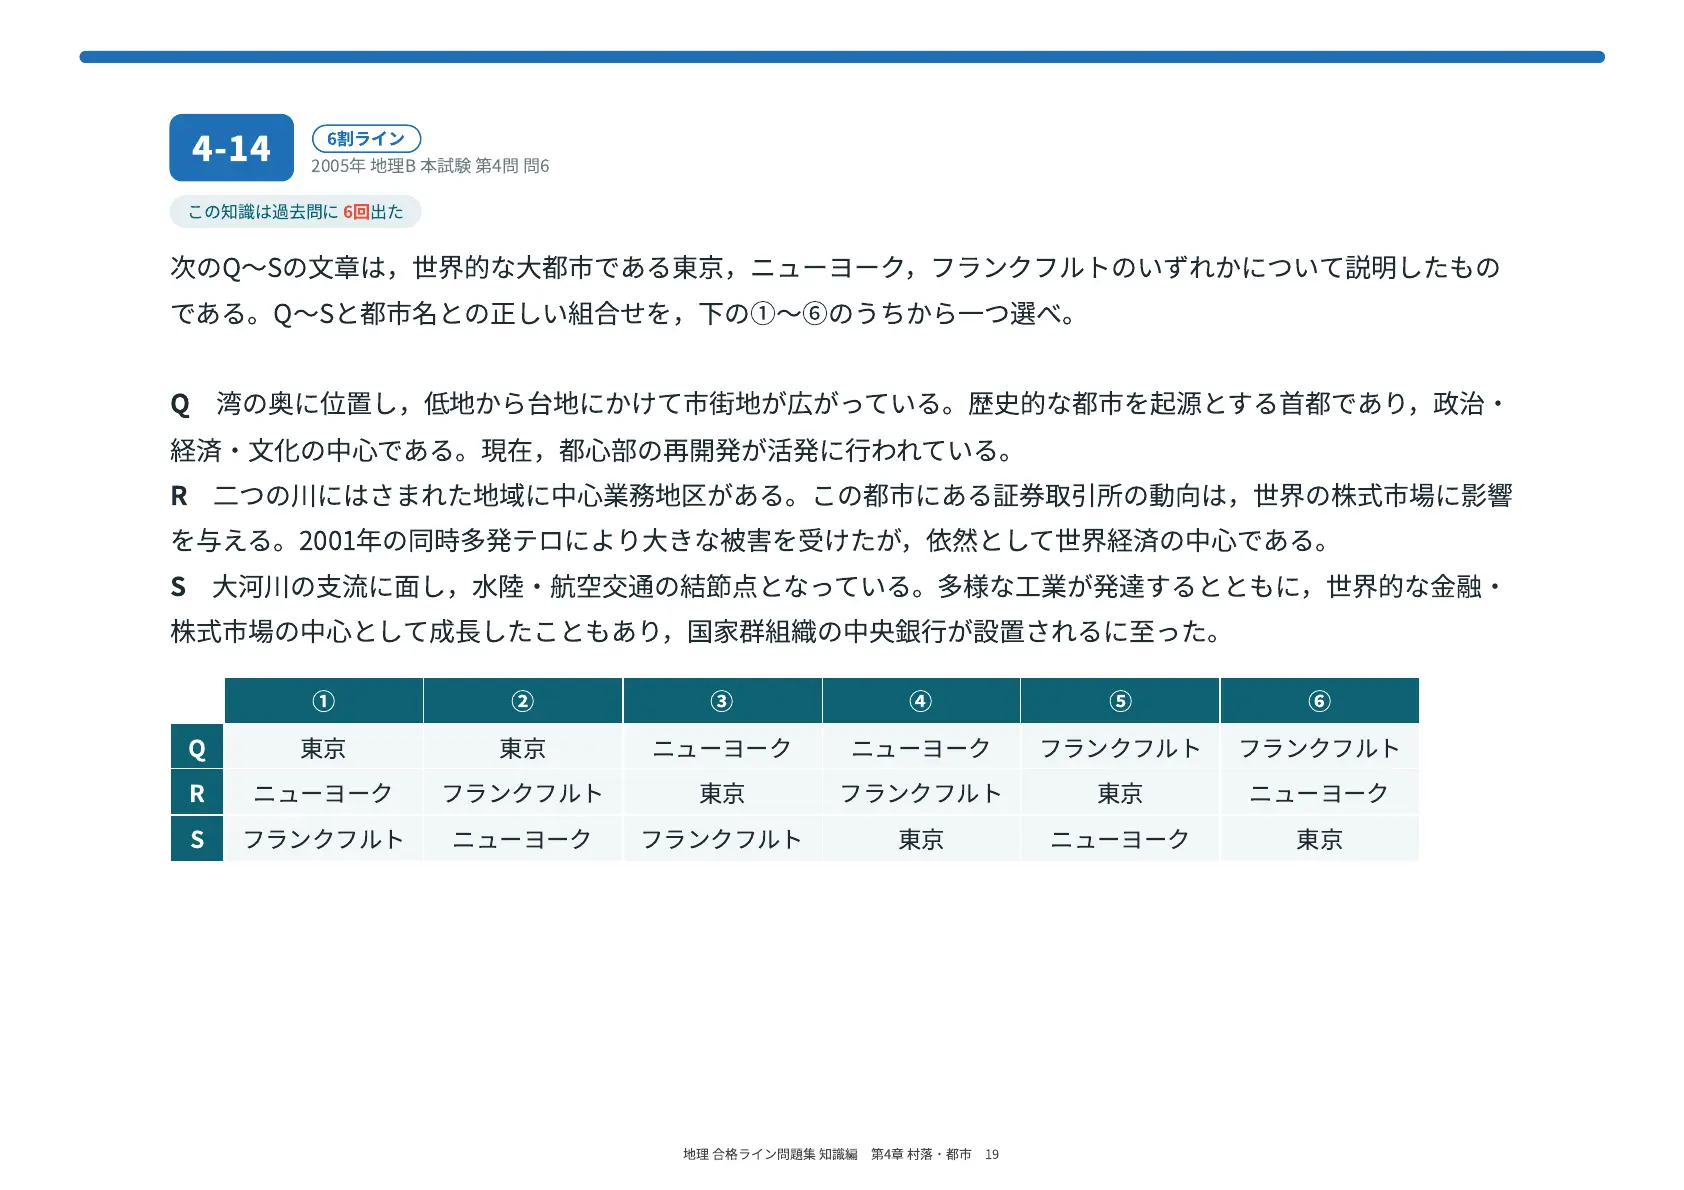 4-14
6割ライン
2005年 地理B 本試験 第4問 問6
この知識は過去問に 6回出た
次のQ～Sの文章は，世界的な大都市である東京，ニューヨーク，フランクフルトのいずれかについて説明したもの
である。Q～Sと都市名との正しい組合せを，下の①～⑥のうちから一つ選べ。
Q　湾の奥に位置し，低地から台地にかけて市街地が広がっている。歴史的な都市を起源とする首都であり，政治・
経済・文化の中心である。現在，都心部の再開発が活発に行われている。
R　二つの川にはさまれた地域に中心業務地区がある。この都市にある証券取引所の動向は，世界の株式市場に影響
を与える。2001年の同時多発テロにより大きな被害を受けたが，依然として世界経済の中心である。
S　大河川の支流に面し，水陸・航空交通の結節点となっている。多様な工業が発達するとともに，世界的な金融・
株式市場の中心として成長したこともあり，国家群組織の中央銀行が設置されるに至った。
① ② ③ ④ ⑤ ⑥
Q 東京 東京 ニューヨーク ニューヨーク フランクフルト フランクフルト
R ニューヨーク フランクフルト 東京 フランクフルト 東京 ニューヨーク
S フランクフルト ニューヨーク フランクフルト 東京 ニューヨーク 東京
地理 合格ライン問題集 知識編　第4章 村落・都市　19